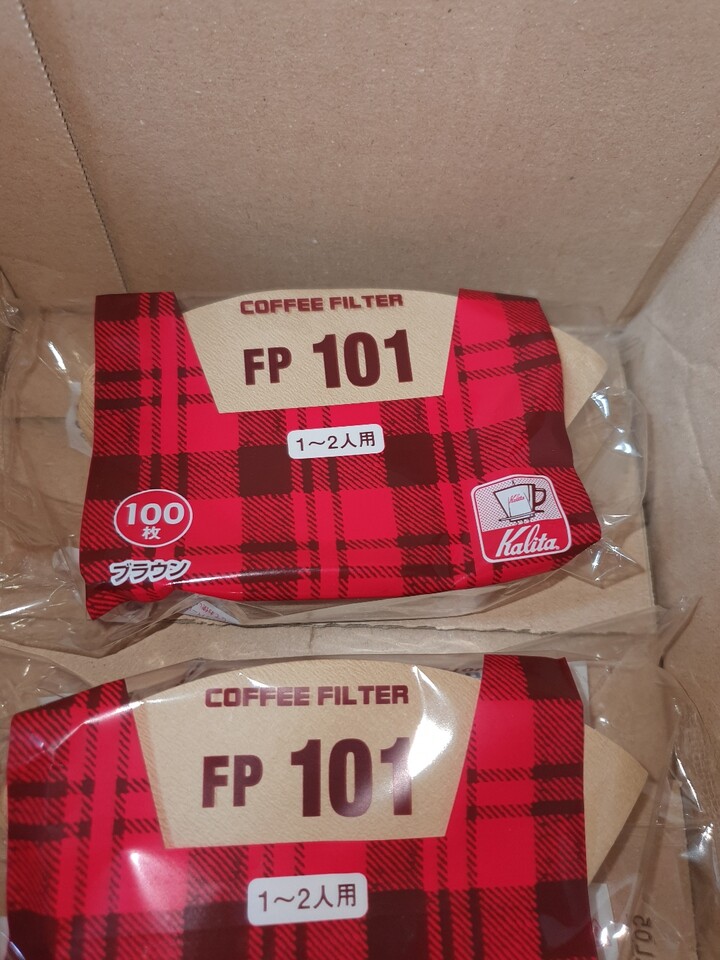 COFFEE FILTER
FP 101
1～2人用
100
枚
ブラウン
Kalita
Kalita
COFFEE FILTER
FP 101
1～2人用